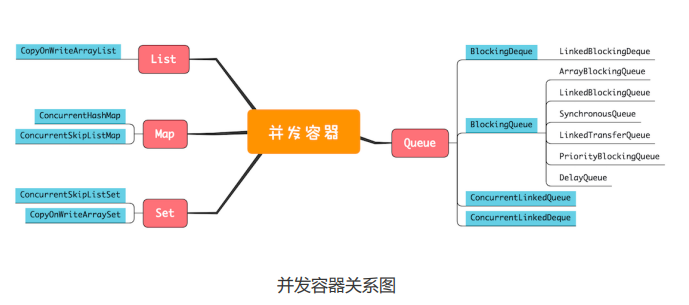 并发容器
List
CopyOnWriteArrayList
Map
ConcurrentHashMap
ConcurrentSkipListMap
Set
ConcurrentSkipListSet
CopyOnWriteArraySet
Queue
BlockingDeque
LinkedBlockingDeque
BlockingQueue
ArrayBlockingQueue
LinkedBlockingQueue
SynchronousQueue
LinkedTransferQueue
PriorityBlockingQueue
DelayQueue
ConcurrentLinkedQueue
ConcurrentLinkedDeque
并发容器关系图